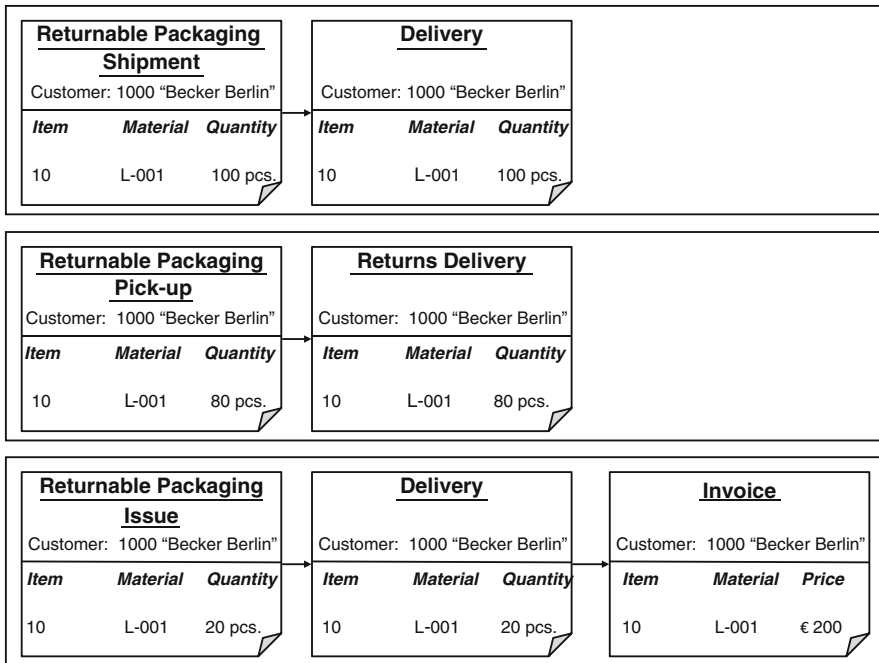 Returnable Packaging
Shipment
Customer: 1000 “Becker Berlin”
Item Material Quantity
10 L-001 100 pcs.
Delivery
Customer: 1000 “Becker Berlin”
Item Material Quantity
10 L-001 100 pcs.
Returnable Packaging
Pick-up
Customer: 1000 “Becker Berlin”
Item Material Quantity
10 L-001 80 pcs.
Returns Delivery
Customer: 1000 “Becker Berlin”
Item Material Quantity
10 L-001 80 pcs.
Returnable Packaging
Issue
Customer: 1000 “Becker Berlin”
Item Material Quantity
10 L-001 20 pcs.
Delivery
Customer: 1000 “Becker Berlin”
Item Material Quantity
10 L-001 20 pcs.
Invoice
Customer: 1000 “Becker Berlin”
Item Material Price
10 L-001 € 200